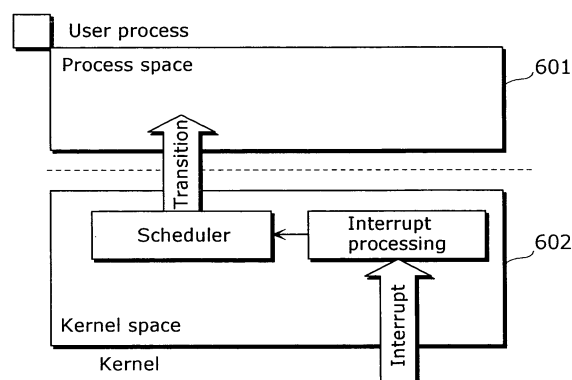 User process
Process space
601
Transition
Scheduler
Interrupt
processing
602
Kernel space
Interrupt
Kernel